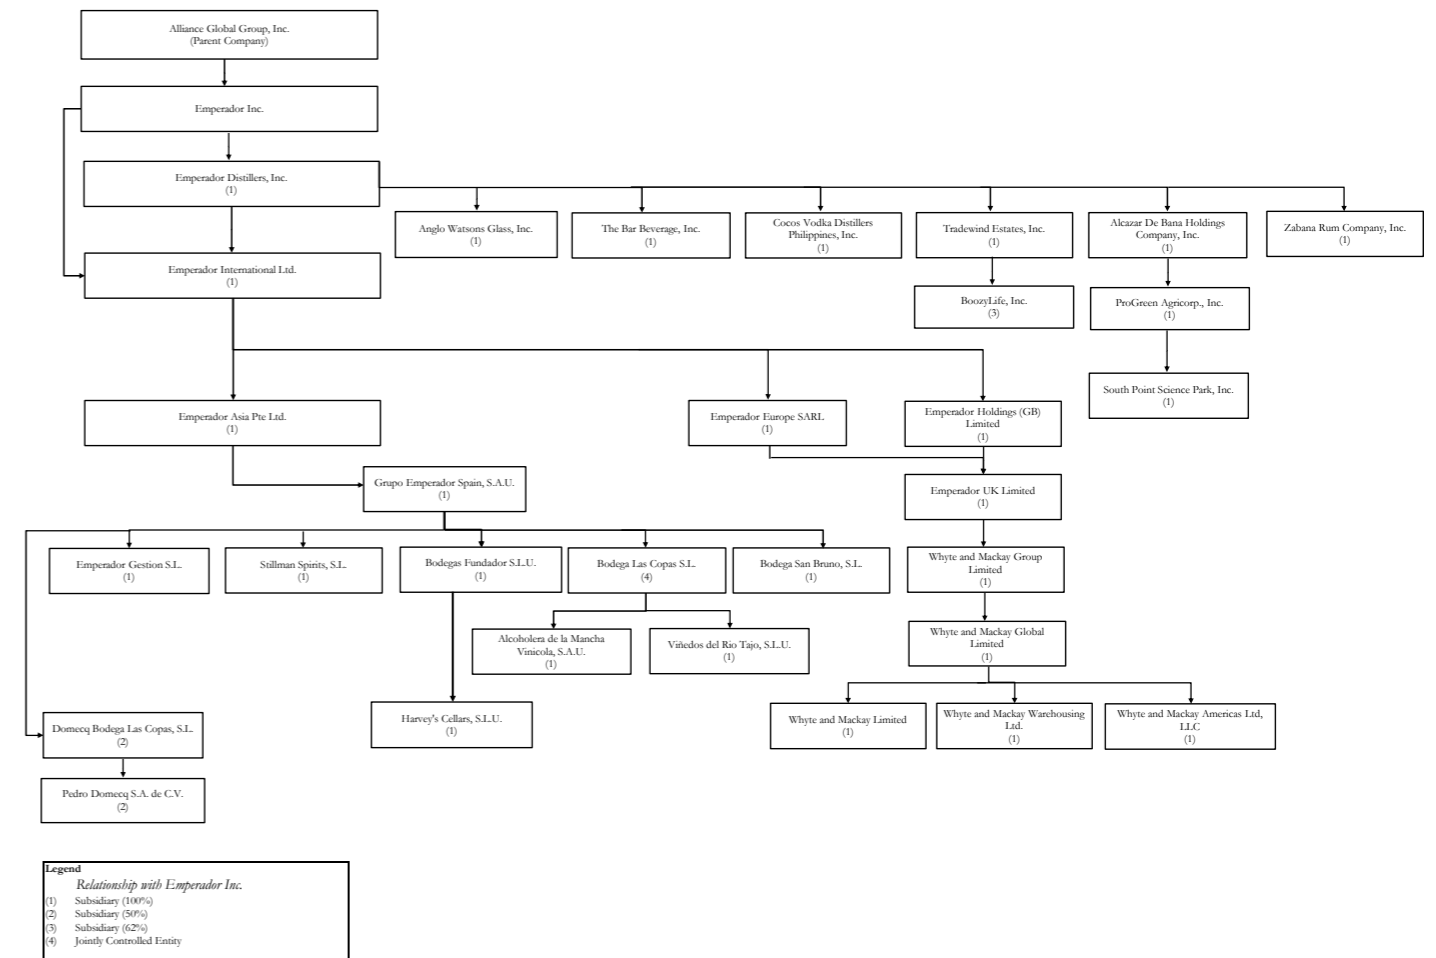 Alliance Global Group, Inc.
(Parent Company)
Emperador Inc.
Emperador Distillers, Inc.
(1)
Anglo Watsons Glass, Inc.
(1)
The Bar Beverage, Inc.
(1)
Cocos Vodka Distillers
Philippines, Inc.
(1)
Tradewind Estates, Inc.
(1)
Alcazar De Bana Holdings
Company, Inc.
(1)
Zabana Rum Company, Inc.
(1)
Emperador International Ltd.
(1)
BoozyLife, Inc.
(3)
ProGreen Agricorp., Inc.
(1)
South Point Science Park, Inc.
(1)
Emperador Asia Pte Ltd.
(1)
Emperador Europe SARL
(1)
Emperador Holdings (GB)
Limited
(1)
Grupo Emperador Spain, S.A.U.
(1)
Emperador UK Limited
(1)
Emperador Gestion S.L.
(1)
Stillman Spirits, S.L.
(1)
Bodegas Fundador S.L.U.
(1)
Bodega Las Copas S.L.
(4)
Bodega San Bruno, S.L.
(1)
Whyte and Mackay Group
Limited
(1)
Alcoholera de la Mancha
Vinicola, S.A.U.
(1)
Viñedos del Rio Tajo, S.L.U.
(1)
Whyte and Mackay Global
Limited
(1)
Harvey's Cellars, S.L.U.
(1)
Whyte and Mackay Limited
(1)
Whyte and Mackay Warehousing
Ltd.
(1)
Whyte and Mackay Americas Ltd,
LLC
(1)
Domecq Bodega Las Copas, S.L.
(2)
Pedro Domecq S.A. de C.V.
(2)
Legend
Relationship with Emperador Inc.
(1) Subsidiary (100%)
(2) Subsidiary (50%)
(3) Subsidiary (62%)
(4) Jointly Controlled Entity